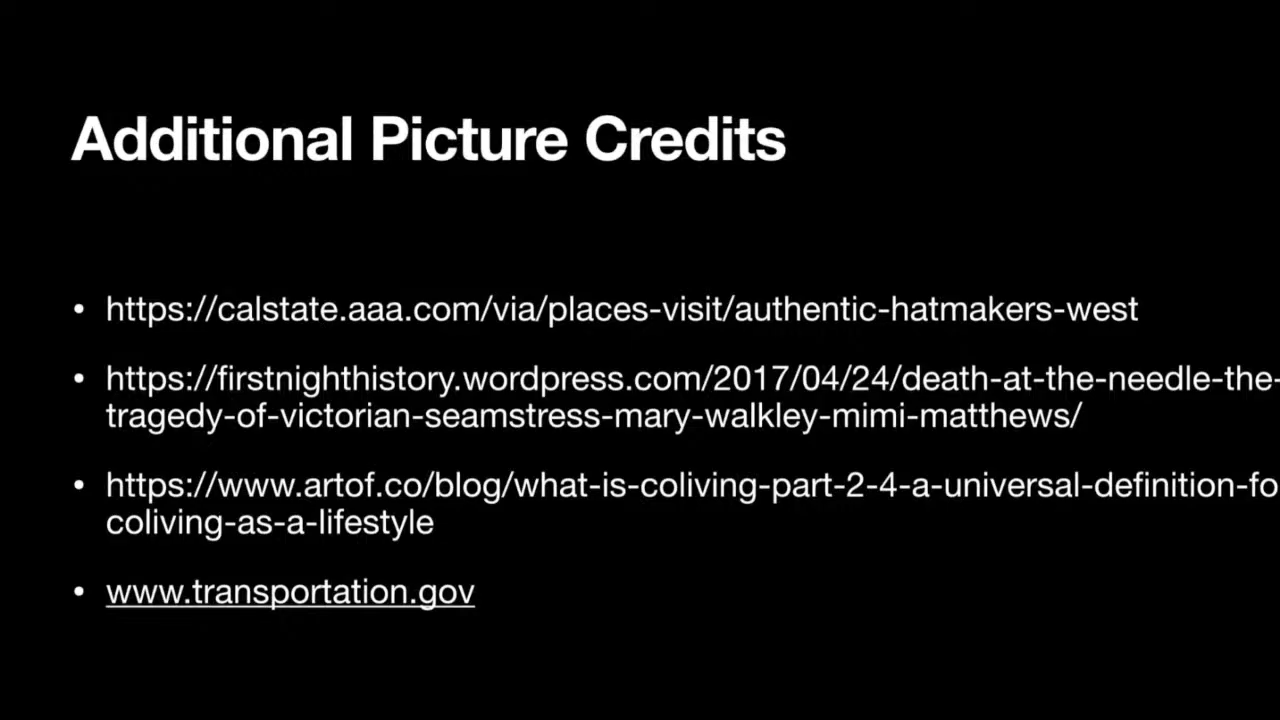 Additional Picture Credits
• https://calstate.aaa.com/via/places-visit/authentic-hatmakers-west
• https://firstnighthistory.wordpress.com/2017/04/24/death-at-the-needle-the-
tragedy-of-victorian-seamstress-mary-walkley-mimi-matthews/
• https://www.artof.co/blog/what-is-coliving-part-2-4-a-universal-definition-fo
coliving-as-a-lifestyle
• www.transportation.gov